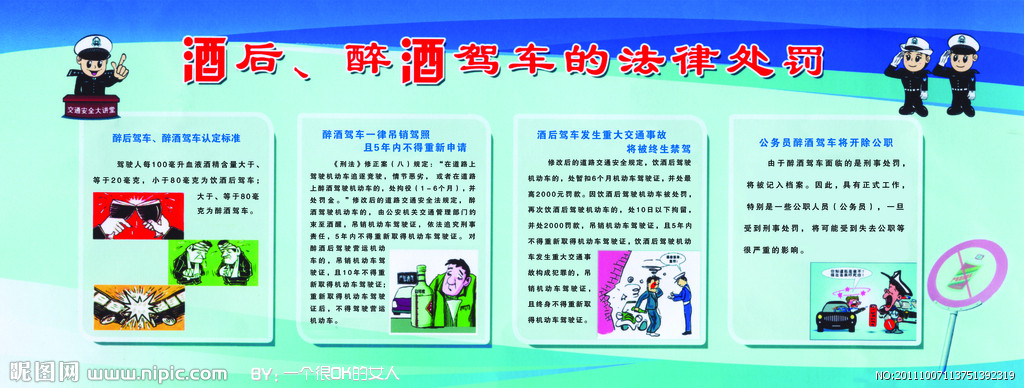 酒后、醉酒驾车的法律处罚
交通安全大讲堂
醉后驾车、醉酒驾车认定标准
驾驶人每100毫升血液酒精含量大于、
等于20毫克，小于80毫克为饮酒后驾车；
大于、等于80毫
克为醉酒驾车。
醉酒驾车一律吊销驾照
且5年内不得重新申请
《刑法》修正案（八）规定："在道路上
驾驶机动车追逐竞驶，情节恶劣， 或者在道路
上醉酒驾驶机动车的，处拘役（1-6个月），并
处罚金。"修改后的道路交通安全法规定， 醉
酒驾驶机动车的， 由公安机关交通管理部门约
束至酒醒，吊销机动车驾驶证，依法追究刑事
责任，5年内不得重新取得机动车驾驶证。对
醉酒后驾驶营运机动
车的，吊销机动车驾
驶证，且10年不得重
新取得机动车驾驶证；
重新取得机动车驾驶
证后，不得驾驶营运
机动车。
酒后驾车发生重大交通事故
将被终生禁驾
修改后的道路交通安全规定，饮酒后驾驶
机动车的，处暂扣6个月机动车驾驶证，并处最
高2000元罚款。因饮酒后驾驶机动车被处罚，
再次饮酒后驾驶机动车的，处10日以下拘留，
并处2000罚款，吊销机动车驾驶证，且5年内
不得重新取得机动车驾驶证，饮酒后驾驶机动
车发生重大交通事
故构成犯罪的，吊
销机动车驾驶证，
且终身不得重新取
得机动车驾驶证。
公务员醉酒驾车将开除公职
由于醉酒驾车面临的是刑事处罚，
将被记入档案。因此，具有正式工作，
特别是一些公职人员（公务员），一旦
受到刑事处罚， 将可能受到失去公职等
很严重的影响。
昵图网 www.nipic.com
BY：一个很OK的女人
NO:20111007113751392319